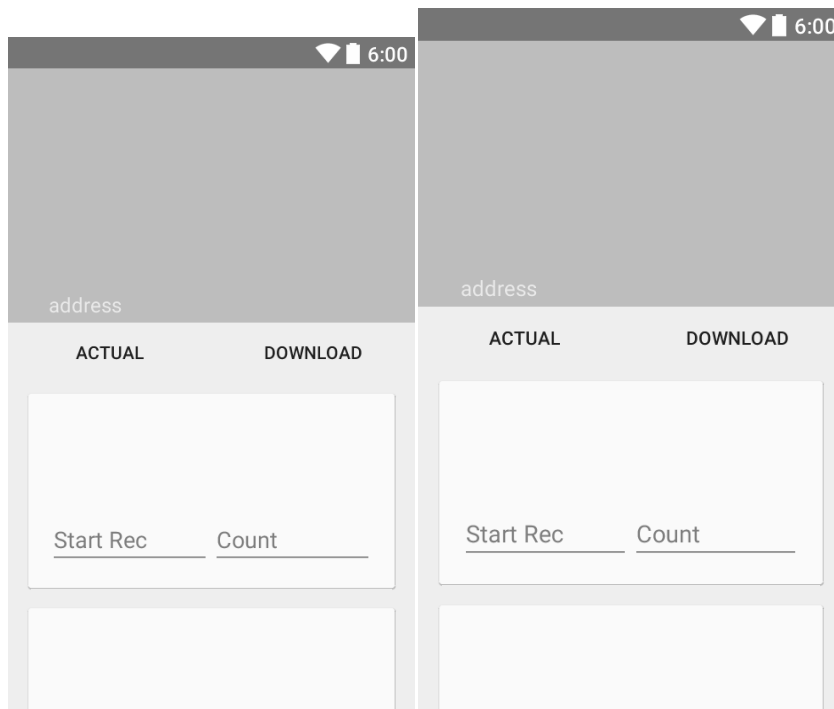 6:00
address
ACTUAL DOWNLOAD
Start Rec Count
6:00
address
ACTUAL DOWNLOAD
Start Rec Count